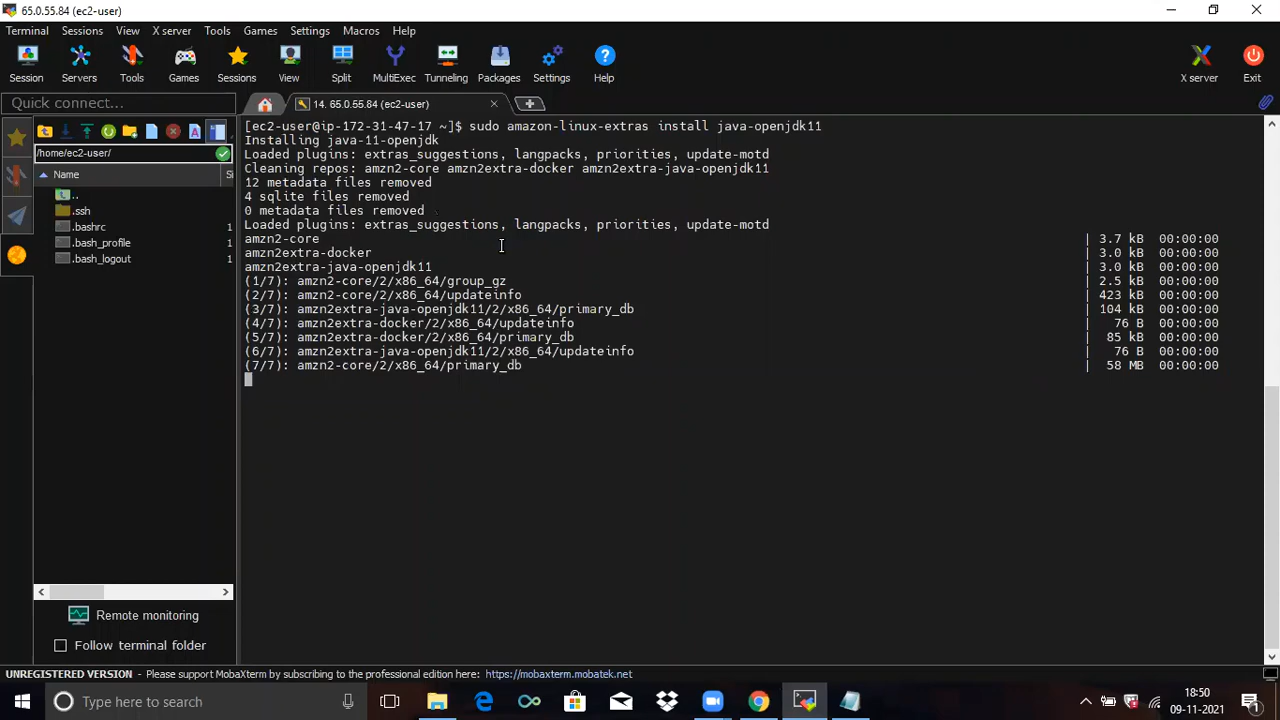 65.0.55.84 (ec2-user)
Terminal Sessions View X server Tools Games Settings Macros Help
Session Servers Tools Games Sessions View Split MultiExec Tunneling Packages Settings Help X server Exit
Quick connect...
14. 65.0.55.84 (ec2-user)
/home/ec2-user/
Name Si
..
.ssh
.bashrc 1
.bash_profile 1
.bash_logout 1
Remote monitoring
Follow terminal folder
[ec2-user@ip-172-31-47-17 ~]$ sudo amazon-linux-extras install java-openjdk11
Installing java-11-openjdk
Loaded plugins: extras_suggestions, langpacks, priorities, update-motd
Cleaning repos: amzn2-core amzn2extra-docker amzn2extra-java-openjdk11
12 metadata files removed
4 sqlite files removed
0 metadata files removed
Loaded plugins: extras_suggestions, langpacks, priorities, update-motd
amzn2-core | 3.7 kB 00:00:00
amzn2extra-docker | 3.0 kB 00:00:00
amzn2extra-java-openjdk11 | 3.0 kB 00:00:00
(1/7): amzn2-core/2/x86_64/group_gz | 2.5 kB 00:00:00
(2/7): amzn2-core/2/x86_64/updateinfo | 423 kB 00:00:00
(3/7): amzn2extra-java-openjdk11/2/x86_64/primary_db | 104 kB 00:00:00
(4/7): amzn2extra-docker/2/x86_64/updateinfo | 76 B 00:00:00
(5/7): amzn2extra-docker/2/x86_64/primary_db | 85 kB 00:00:00
(6/7): amzn2extra-java-openjdk11/2/x86_64/updateinfo | 76 B 00:00:00
(7/7): amzn2-core/2/x86_64/primary_db | 58 MB 00:00:00
UNREGISTERED VERSION - Please support MobaXterm by subscribing to the professional edition here: https://mobaxterm.mobatek.net
Type here to search
18:50
09-11-2021
1